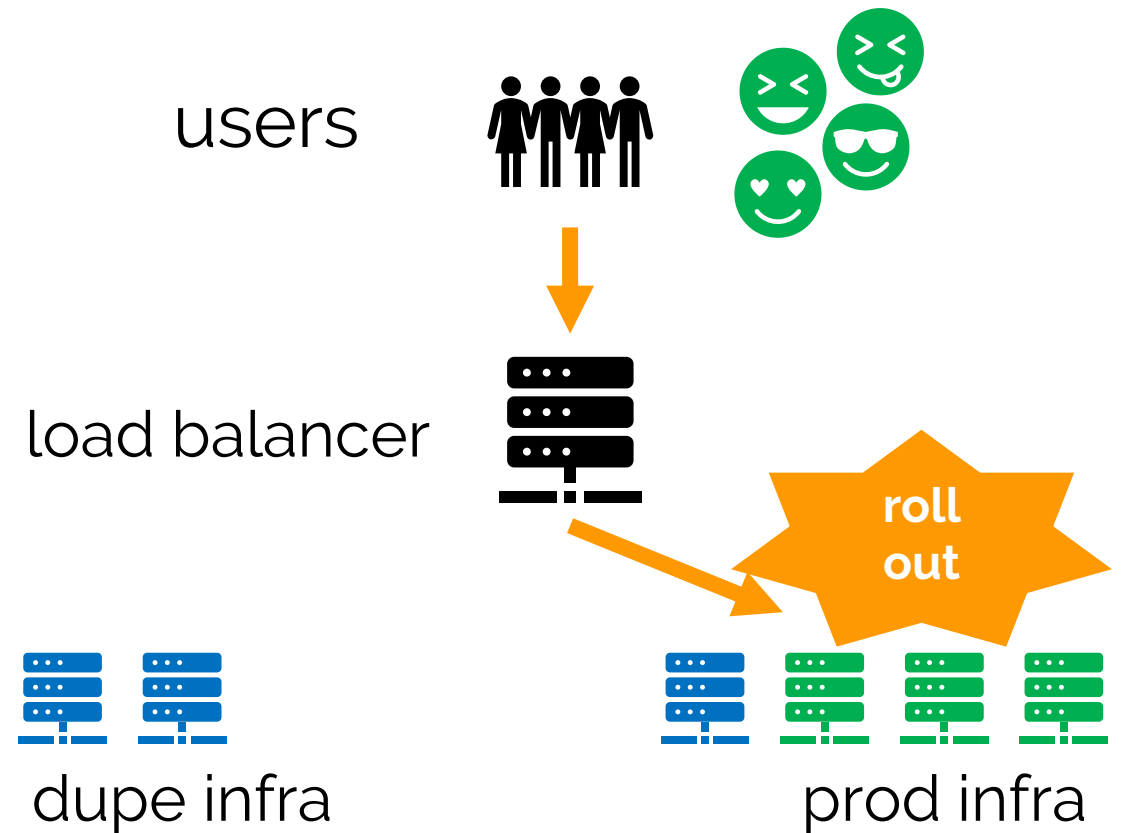 users
load balancer
roll
out
dupe infra
prod infra